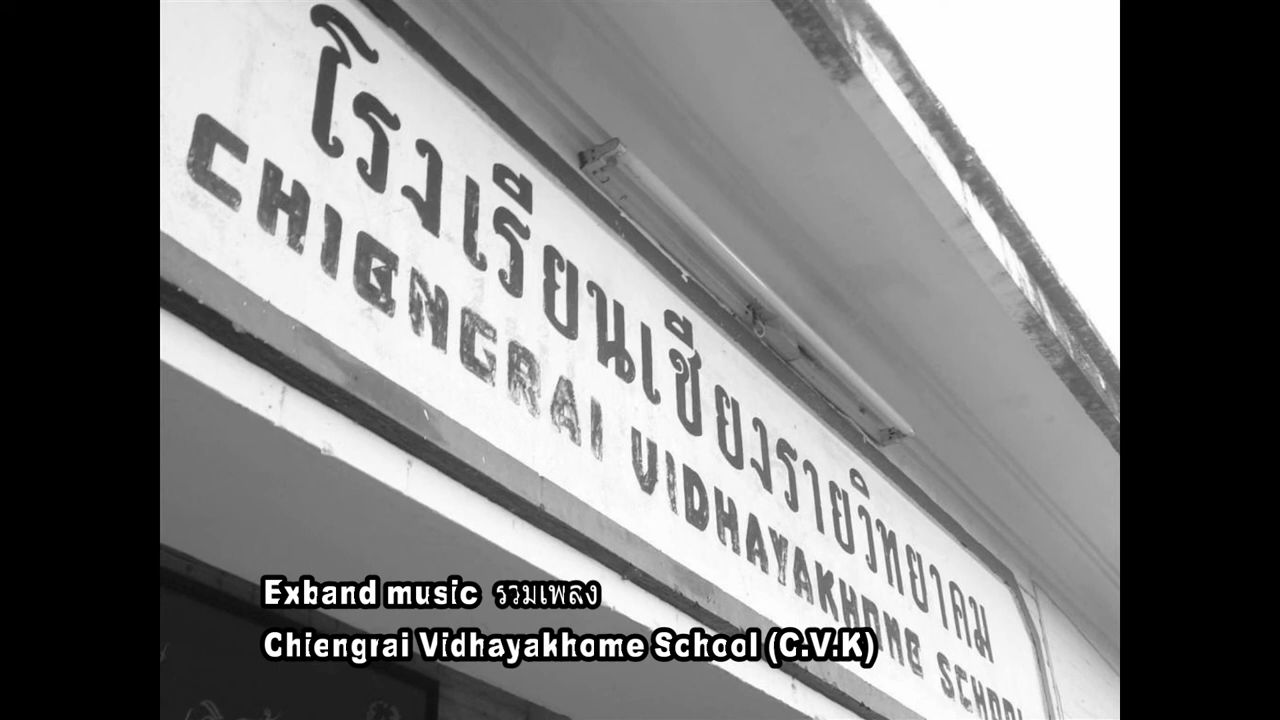 โรงเรียนเชียงรายวิทยาคม
CHIENGRAI VIDHAYAKHOME SCHOOL
Exband music รวมเพลง
Chiengrai Vidhayakhome School (C.V.K)